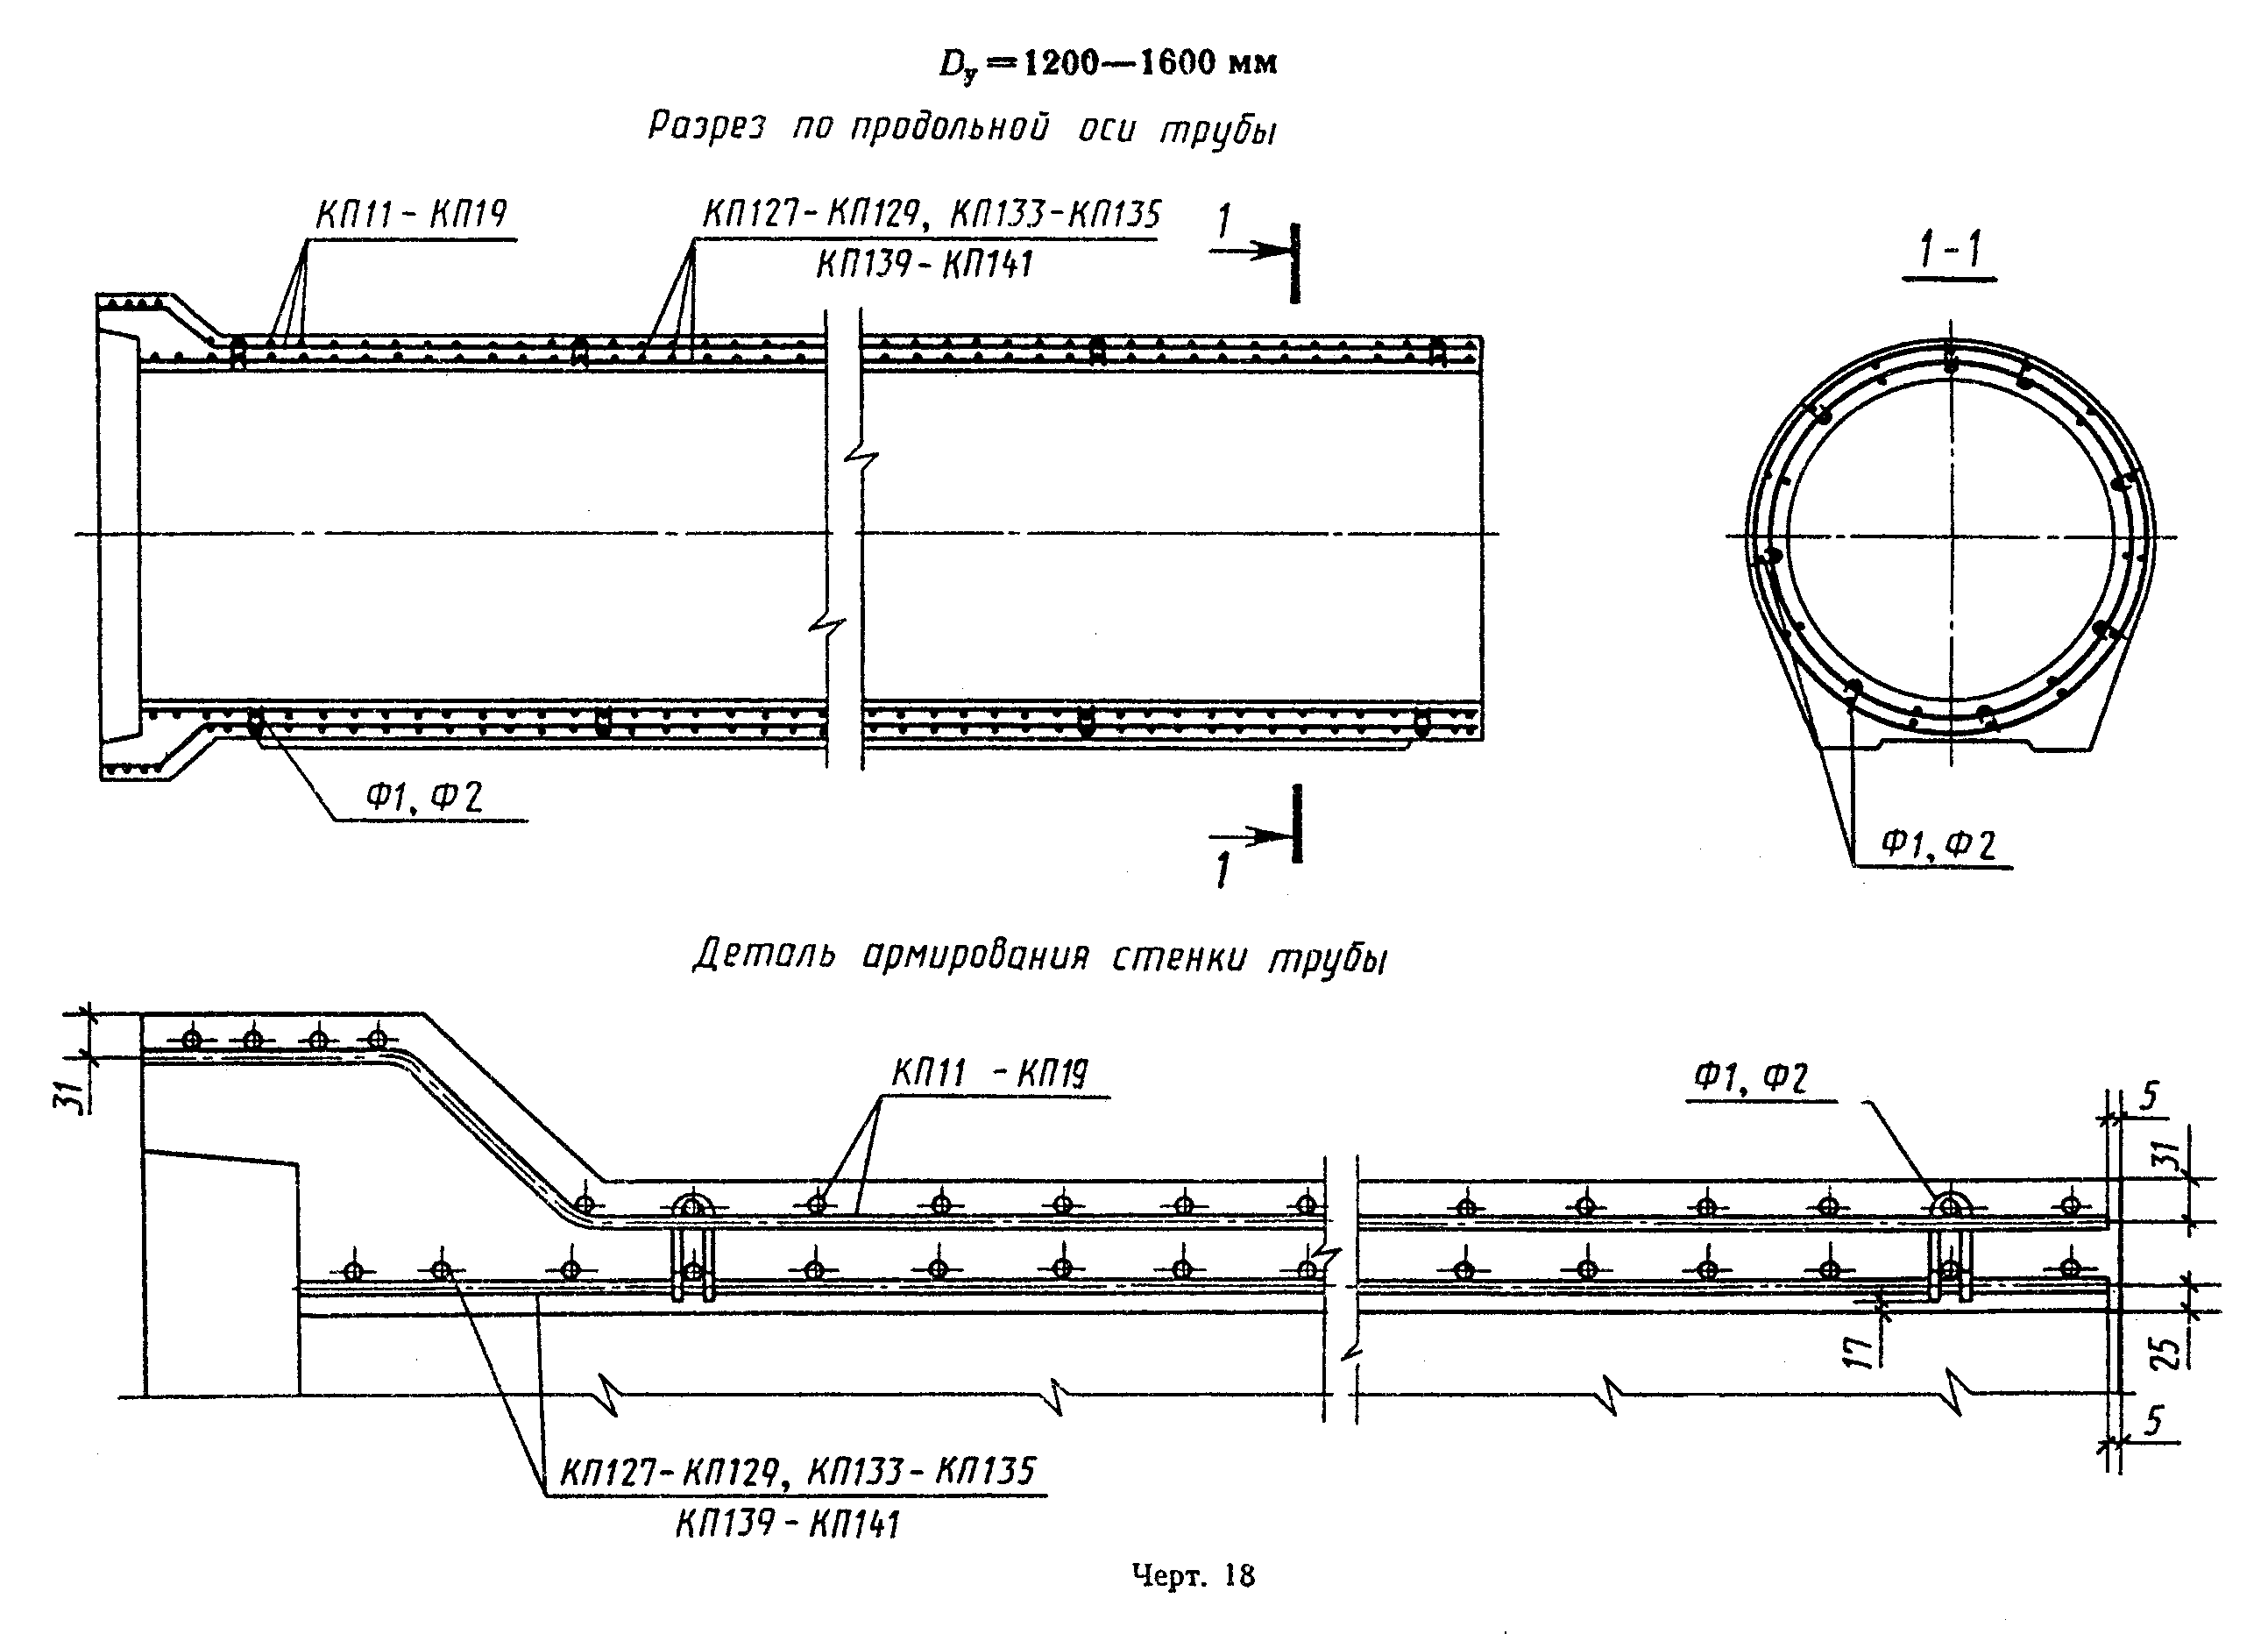 Dу = 1200—1600 мм
Разрез по продольной оси трубы
КП11 - КП19
КП127-КП129, КП133-КП135
КП139-КП141
1
1-1
Ф1, Ф2
1
Ф1, Ф2
Деталь армирования стенки трубы
31
КП11 - КП19
Ф1, Ф2
5
31
17
25
5
КП127-КП129, КП133-КП135
КП139-КП141
Черт. 18